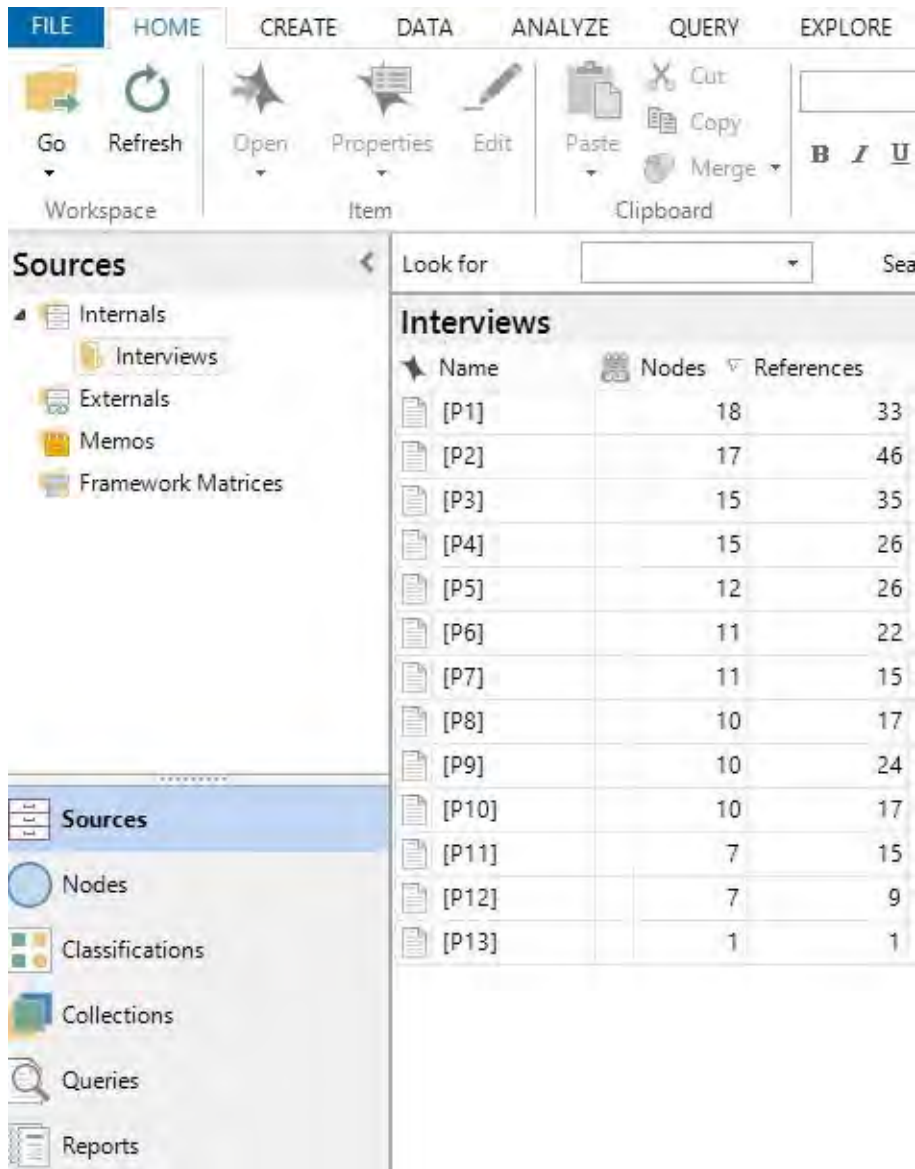 FILE HOME CREATE DATA ANALYZE QUERY EXPLORE
Go Refresh Open Properties Edit Paste Cut
Copy
Merge
B I U
Workspace Item Clipboard
Sources
Internals
Interviews
Externals
Memos
Framework Matrices
Sources
Nodes
Classifications
Collections
Queries
Reports
Look for Sea
Interviews
Name Nodes References
[P1] 18 33
[P2] 17 46
[P3] 15 35
[P4] 15 26
[P5] 12 26
[P6] 11 22
[P7] 11 15
[P8] 10 17
[P9] 10 24
[P10] 10 17
[P11] 7 15
[P12] 7 9
[P13] 1 1